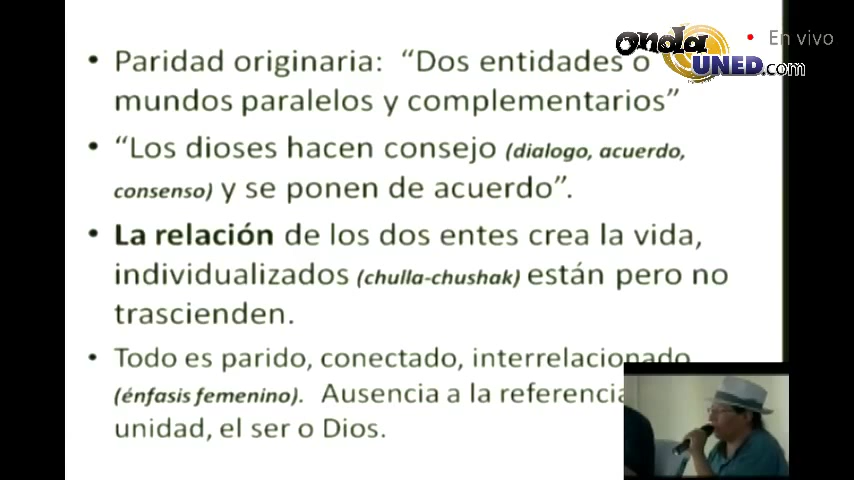 Onda
UNED.com
• En vivo
• Paridad originaria: “Dos entidades o
mundos paralelos y complementarios”
• “Los dioses hacen consejo (dialogo, acuerdo,
consenso) y se ponen de acuerdo”.
• La relación de los dos entes crea la vida,
individualizados (chulla-chushak) están pero no
trascienden.
• Todo es parido, conectado, interrelacionado
(énfasis femenino). Ausencia a la referencia
unidad, el ser o Dios.